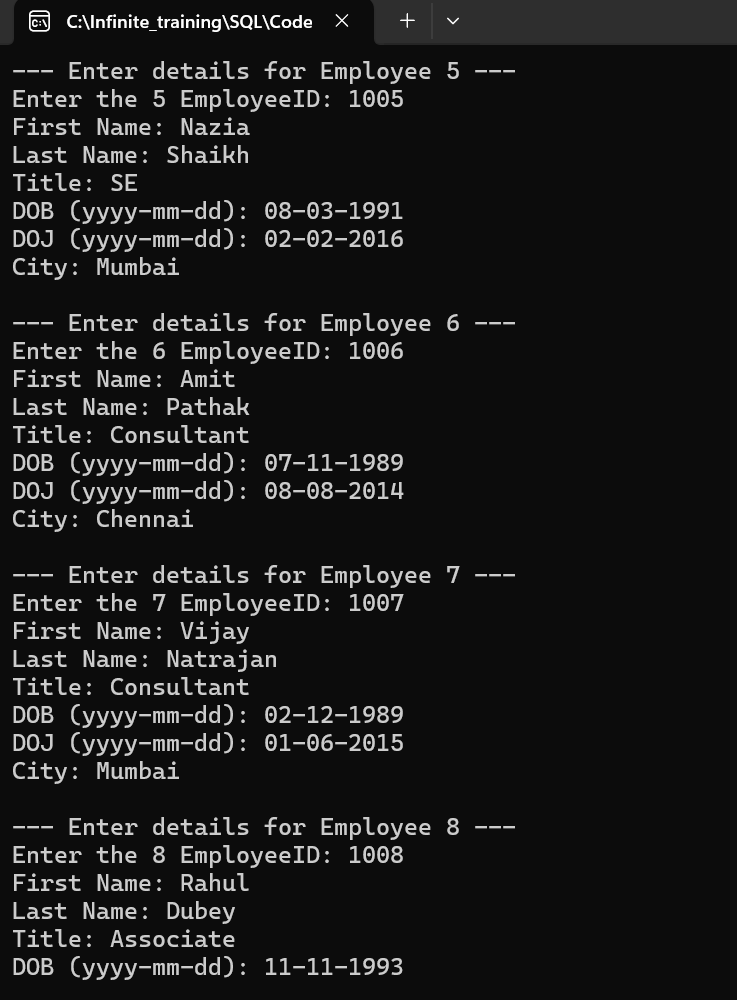 C:\Infinite_training\SQL\Code
--- Enter details for Employee 5 ---
Enter the 5 EmployeeID: 1005
First Name: Nazia
Last Name: Shaikh
Title: SE
DOB (yyyy-mm-dd): 08-03-1991
DOJ (yyyy-mm-dd): 02-02-2016
City: Mumbai
--- Enter details for Employee 6 ---
Enter the 6 EmployeeID: 1006
First Name: Amit
Last Name: Pathak
Title: Consultant
DOB (yyyy-mm-dd): 07-11-1989
DOJ (yyyy-mm-dd): 08-08-2014
City: Chennai
--- Enter details for Employee 7 ---
Enter the 7 EmployeeID: 1007
First Name: Vijay
Last Name: Natrajan
Title: Consultant
DOB (yyyy-mm-dd): 02-12-1989
DOJ (yyyy-mm-dd): 01-06-2015
City: Mumbai
--- Enter details for Employee 8 ---
Enter the 8 EmployeeID: 1008
First Name: Rahul
Last Name: Dubey
Title: Associate
DOB (yyyy-mm-dd): 11-11-1993